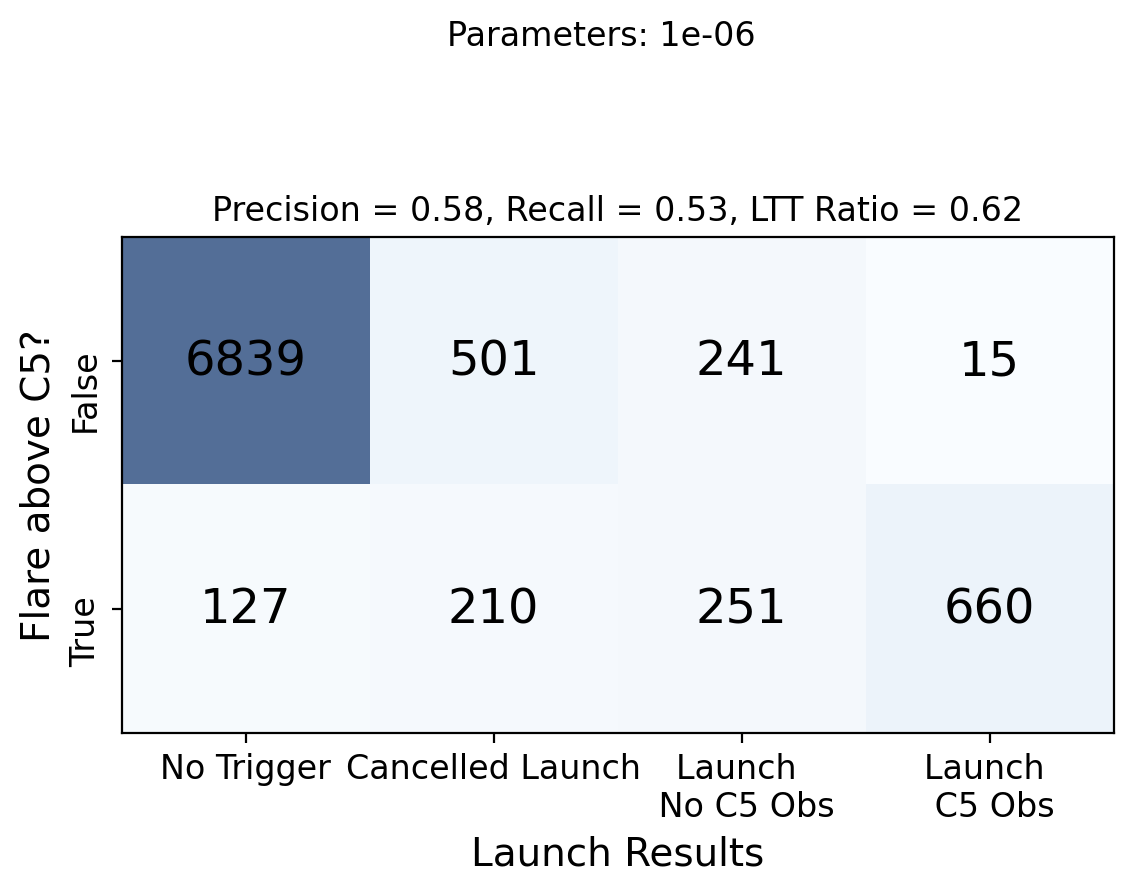 Parameters: 1e-06
Precision = 0.58, Recall = 0.53, LTT Ratio = 0.62
Flare above C5?
False
6839 501 241 15
True
127 210 251 660
No Trigger Cancelled Launch Launch Launch
No C5 Obs C5 Obs
Launch Results